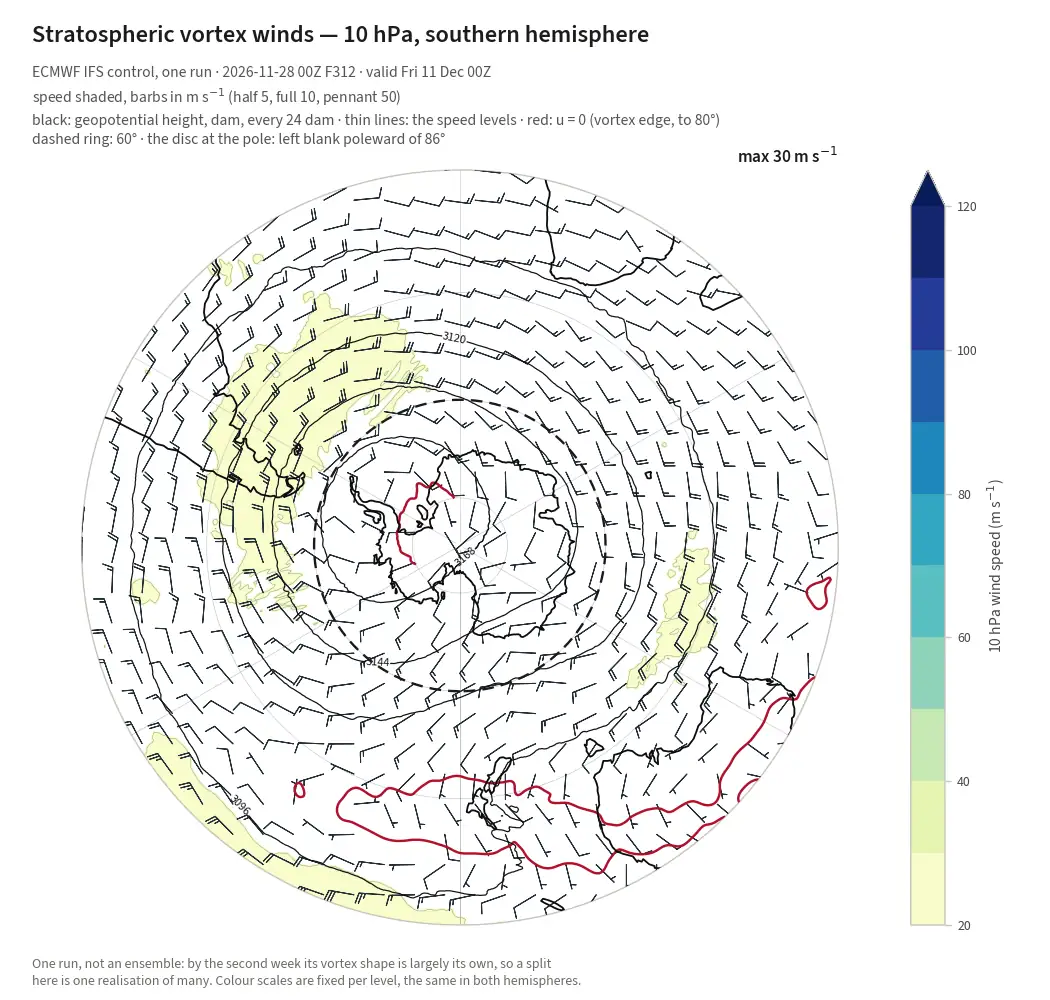 Stratospheric vortex winds — 10 hPa, southern hemisphere
ECMWF IFS control, one run · 2026-11-28 00Z F312 · valid Fri 11 Dec 00Z
speed shaded, barbs in m s⁻¹ (half 5, full 10, pennant 50)
black: geopotential height, dam, every 24 dam · thin lines: the speed levels · red: u = 0 (vortex edge, to 80°)
dashed ring: 60° · the disc at the pole: left blank poleward of 86°
max 30 m s⁻¹
120
100
80
60
40
20
10 hPa wind speed (m s⁻¹)
3120
3168
3144
3096
One run, not an ensemble: by the second week its vortex shape is largely its own, so a split
here is one realisation of many. Colour scales are fixed per level, the same in both hemispheres.